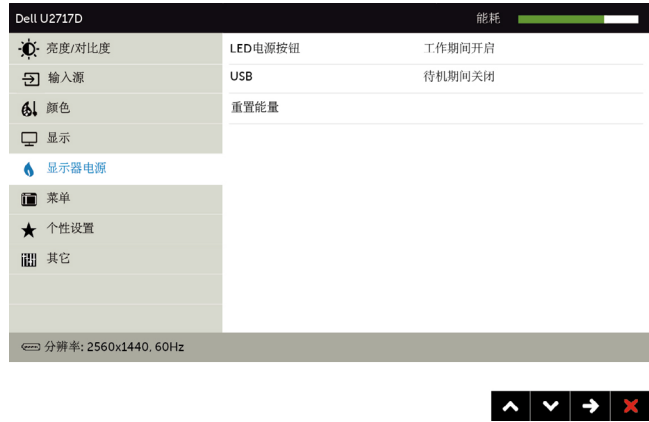 Dell U2717D 能耗
亮度/对比度 LED电源按钮 工作期间开启
输入源 USB 待机期间关闭
颜色 重置能量
显示
显示器电源
菜单
个性设置
其它
分辨率: 2560x1440, 60Hz